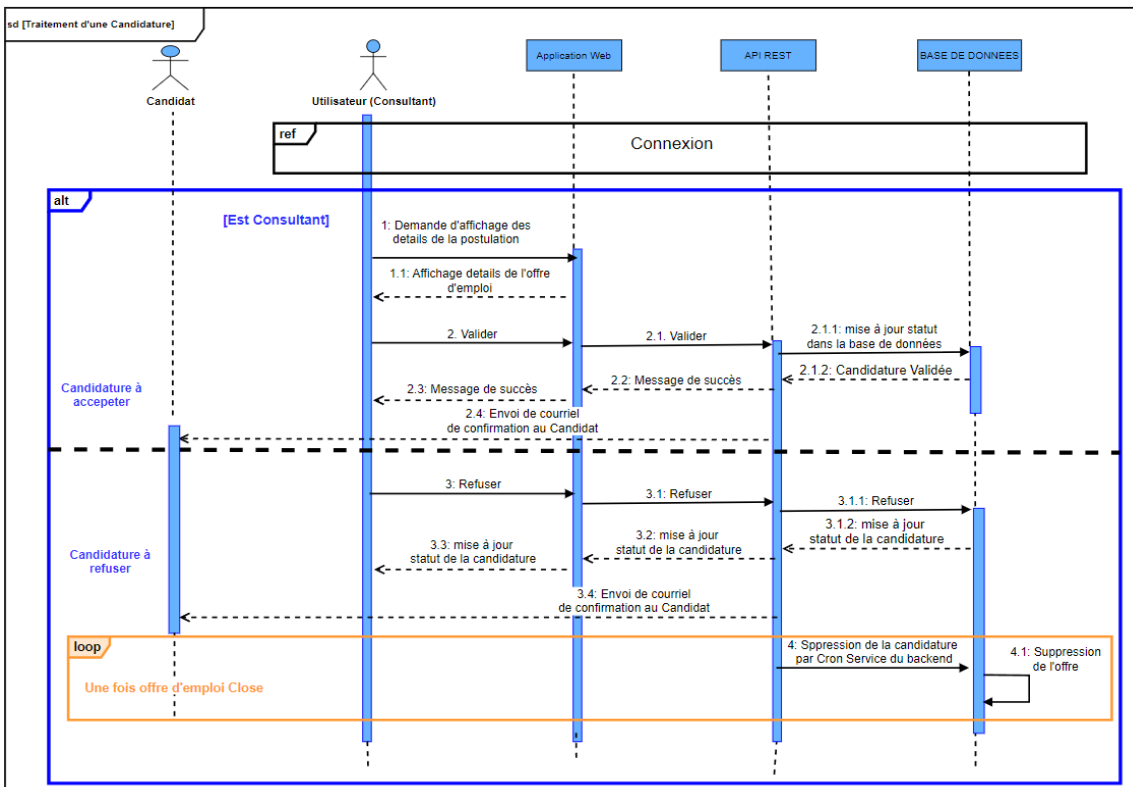 sd [Traitement d'une Candidature]
Candidat
Utilisateur (Consultant)
Application Web
API REST
BASE DE DONNEES
ref
Connexion
alt
[Est Consultant]
1: Demande d'affichage des
details de la postulation
1.1: Affichage details de l'offre
d'emploi
2. Valider
2.1. Valider
2.1.1: mise à jour statut
dans la base de données
2.1.2: Candidature Validée
2.2: Message de succès
2.3: Message de succès
Candidature à
accepeter
2.4: Envoi de courriel
de confirmation au Candidat
3: Refuser
3.1: Refuser
3.1.1: Refuser
3.1.2: mise à jour
statut de la candidature
3.2: mise à jour
statut de la candidature
3.3: mise à jour
statut de la candidature
Candidature à
refuser
3.4: Envoi de courriel
de confirmation au Candidat
loop
Une fois offre d'emploi Close
4: Sppression de la candidature
par Cron Service du backend
4.1: Suppression
de l'offre